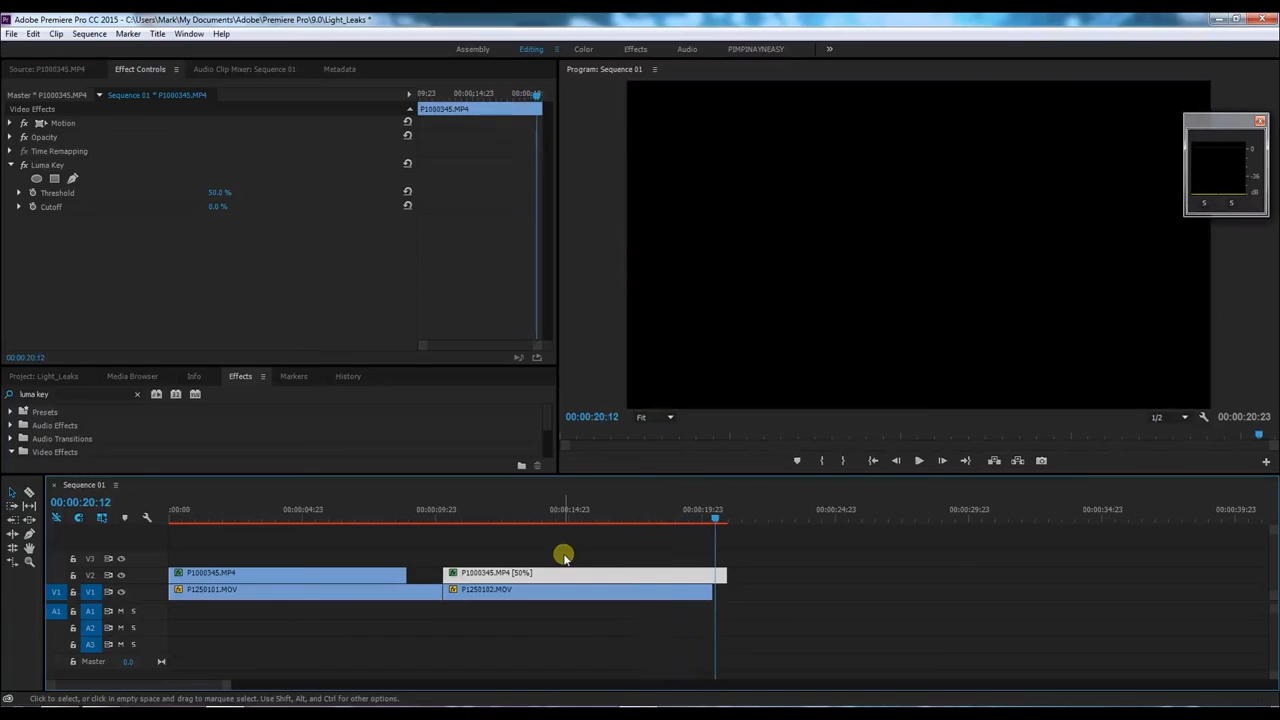 Adobe Premiere Pro CC 2015 - C:\Users\Mark\My Documents\Adobe\Premiere Pro\9.0\Light_Leaks *
File Edit Clip Sequence Marker Title Window Help
Assembly Editing Color Effects Audio PIMPINAYNEASY
Source: P1000345.MP4 Effect Controls Audio Clip Mixer: Sequence 01 Metadata
Program: Sequence 01
Master * P1000345.MP4 Sequence 01 * P1000345.MP4
09:23 00:00:14:23
Video Effects
P1000345.MP4
fx Motion
fx Opacity
Time Remapping
fx Luma Key
Threshold 50.0 %
Cutoff 0.0 %
0
-36
dB
S S
00:00:20:12
Project: Light_Leaks Media Browser Info Effects Markers History
luma key
Presets
Audio Effects
Audio Transitions
Video Effects
00:00:20:12 Fit 1/2 00:00:20:23
Sequence 01
00:00:20:12
:00:00 00:00:04:23 00:00:09:23 00:00:14:23 00:00:19:23 00:00:24:23 00:00:29:23 00:00:34:23 00:00:39:23
V3
V2 P1000345.MP4 P1000345.MP4 [50%]
V1 V1 P1250101.MOV P1250102.MOV
A1 A1 M S
A2 M S
A3 M S
Master 0.0
Click to select, or click in empty space and drag to marquee select. Use Shift, Alt, and Ctrl for other options.